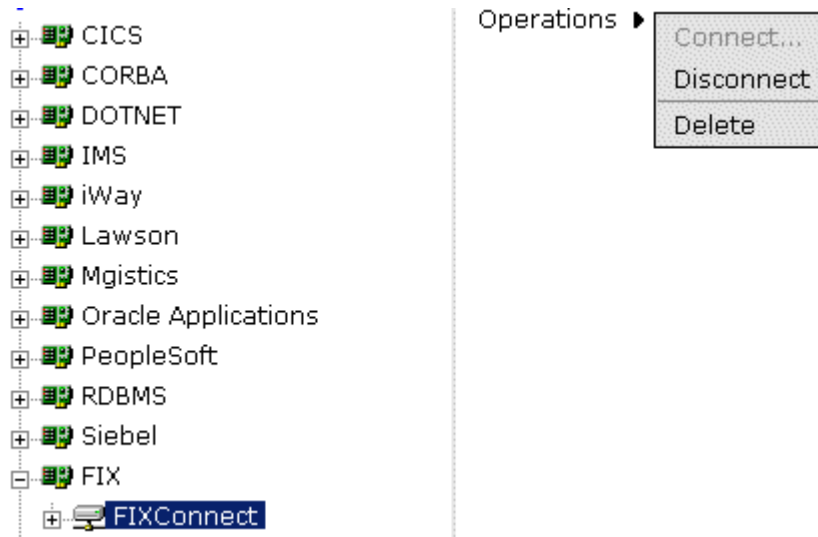 CICS
CORBA
DOTNET
IMS
iWay
Lawson
Mgistics
Oracle Applications
PeopleSoft
RDBMS
Siebel
FIX
FIXConnect
Operations
Connect...
Disconnect
Delete